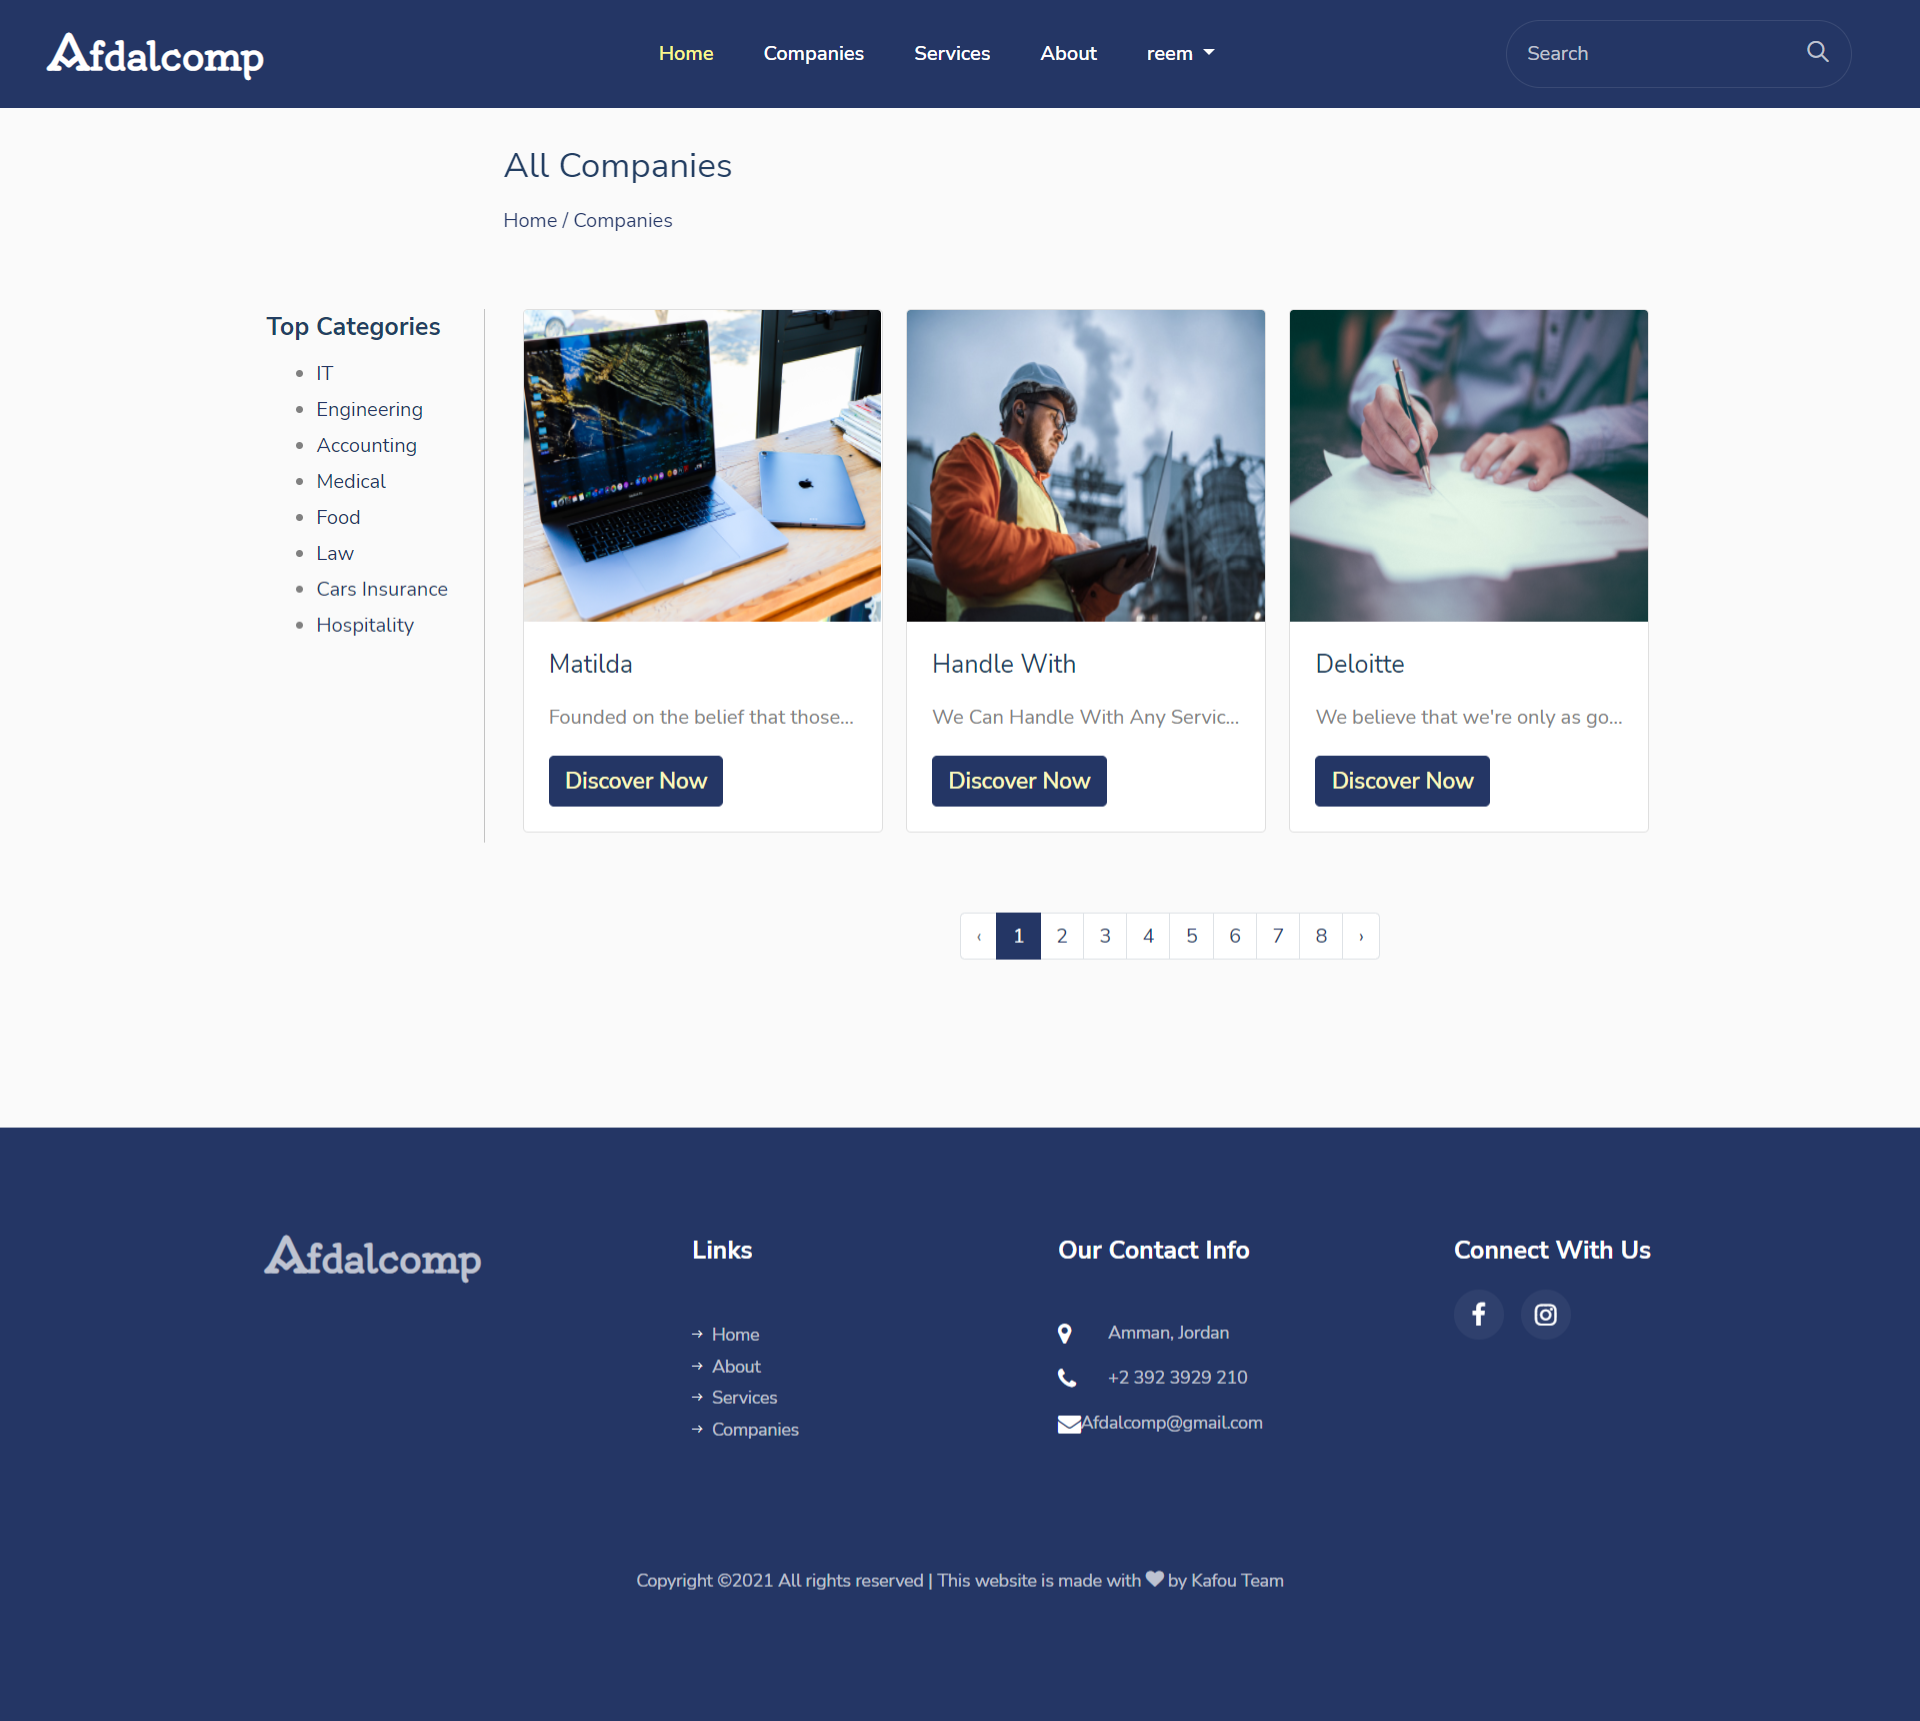 Afdalcomp
Home Companies Services About reem
Search
All Companies
Home / Companies
Top Categories
IT
Engineering
Accounting
Medical
Food
Law
Cars Insurance
Hospitality
Matilda
Founded on the belief that those...
Discover Now
Handle With
We Can Handle With Any Servic...
Discover Now
Deloitte
We believe that we're only as go...
Discover Now
‹ 1 2 3 4 5 6 7 8 ›
Afdalcomp
Links
→ Home
→ About
→ Services
→ Companies
Our Contact Info
Amman, Jordan
+2 392 3929 210
Afdalcomp@gmail.com
Connect With Us
Copyright ©2021 All rights reserved | This website is made with ♥ by Kafou Team